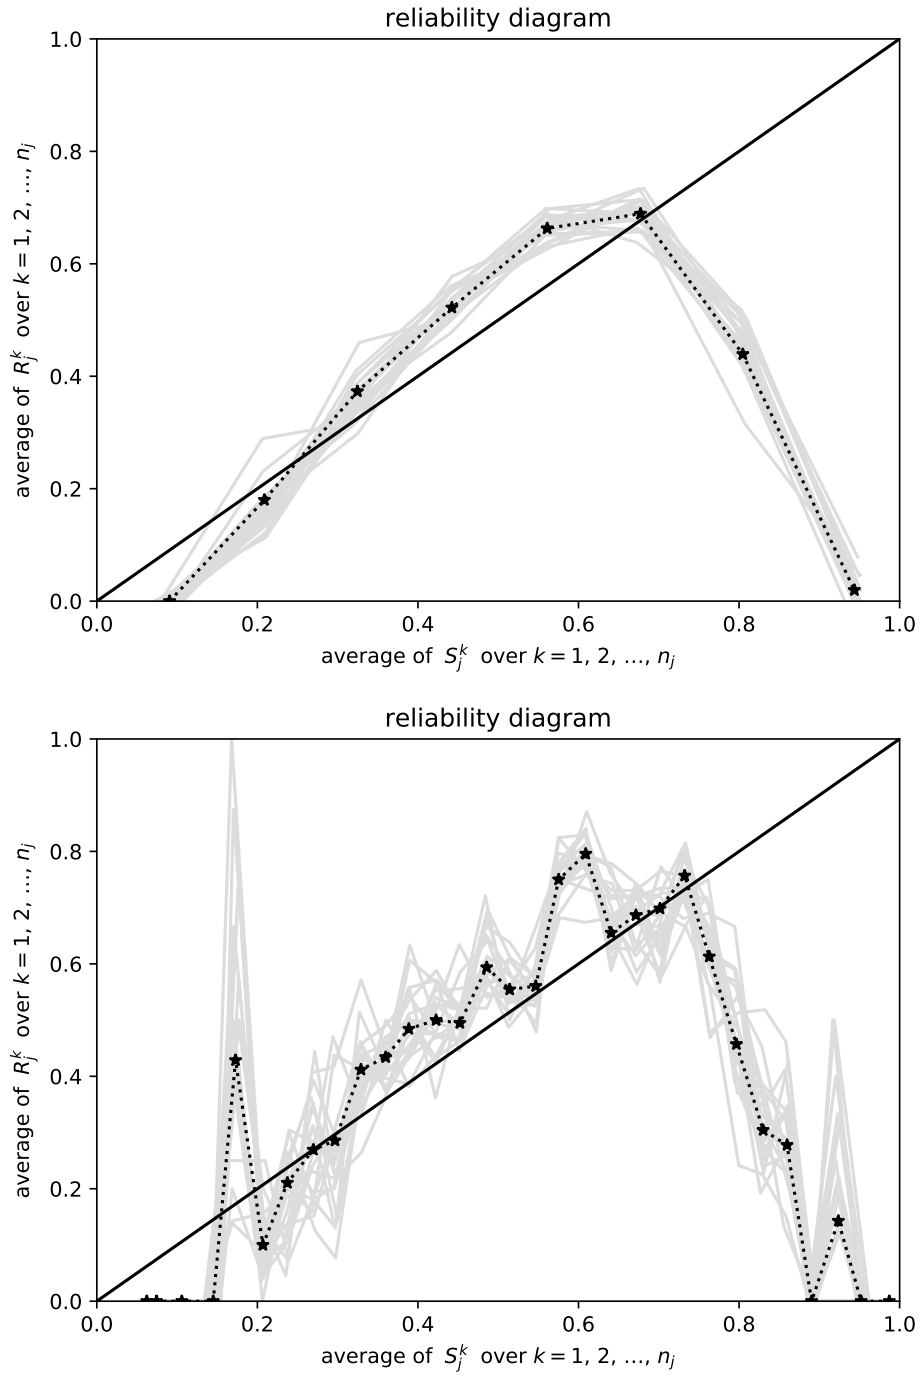 reliability diagram
1.0
0.8
0.6
0.4
0.2
0.0
average of R_j^k over k = 1, 2, ..., n_j
0.0 0.2 0.4 0.6 0.8 1.0
average of S_j^k over k = 1, 2, ..., n_j
reliability diagram
1.0
0.8
0.6
0.4
0.2
0.0
average of R_j^k over k = 1, 2, ..., n_j
0.0 0.2 0.4 0.6 0.8 1.0
average of S_j^k over k = 1, 2, ..., n_j